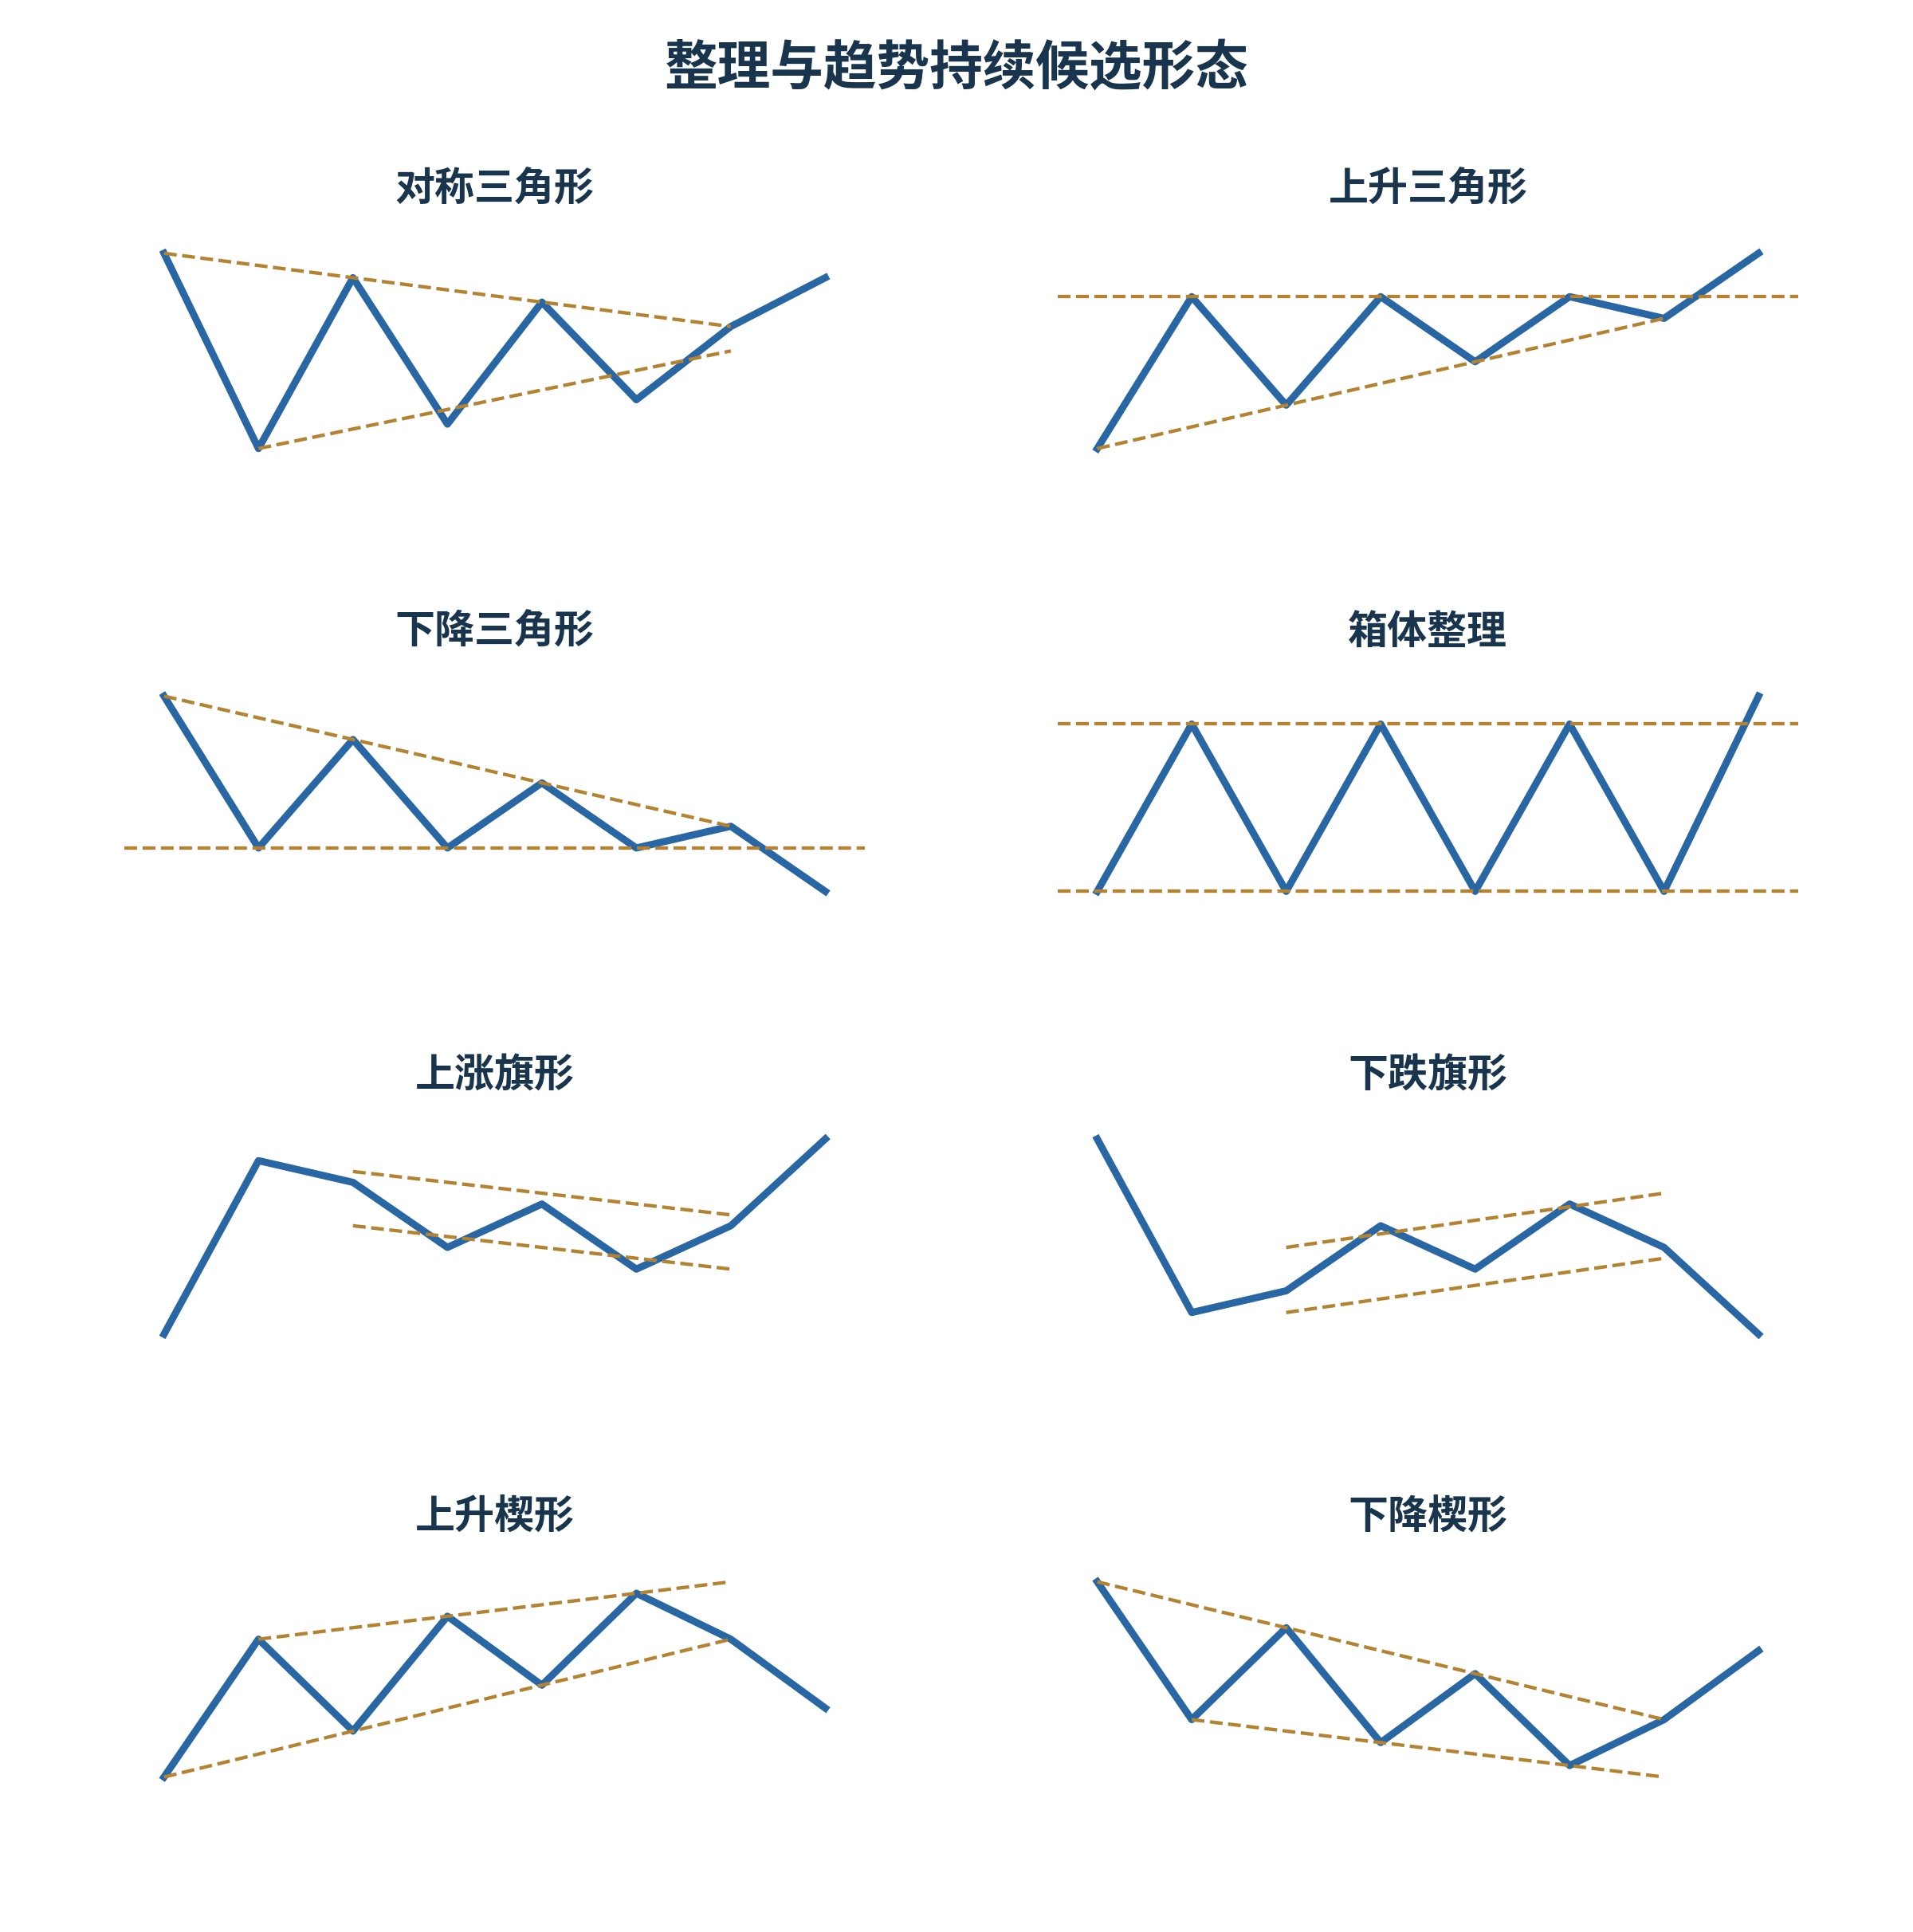 整理与趋势持续候选形态
对称三角形
上升三角形
下降三角形
箱体整理
上涨旗形
下跌旗形
上升楔形
下降楔形